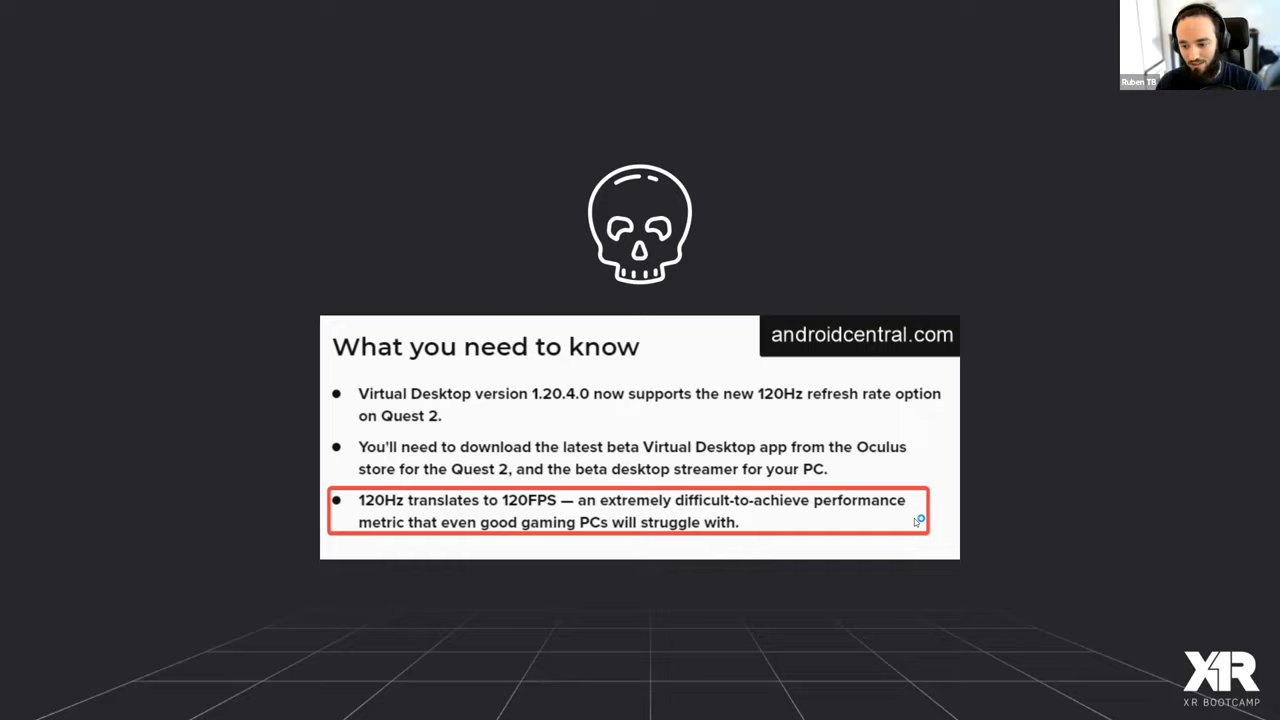 Ruben TB
androidcentral.com
What you need to know
Virtual Desktop version 1.20.4.0 now supports the new 120Hz refresh rate option
on Quest 2.
You'll need to download the latest beta Virtual Desktop app from the Oculus
store for the Quest 2, and the beta desktop streamer for your PC.
120Hz translates to 120FPS — an extremely difficult-to-achieve performance
metric that even good gaming PCs will struggle with.
XR
XR BOOTCAMP